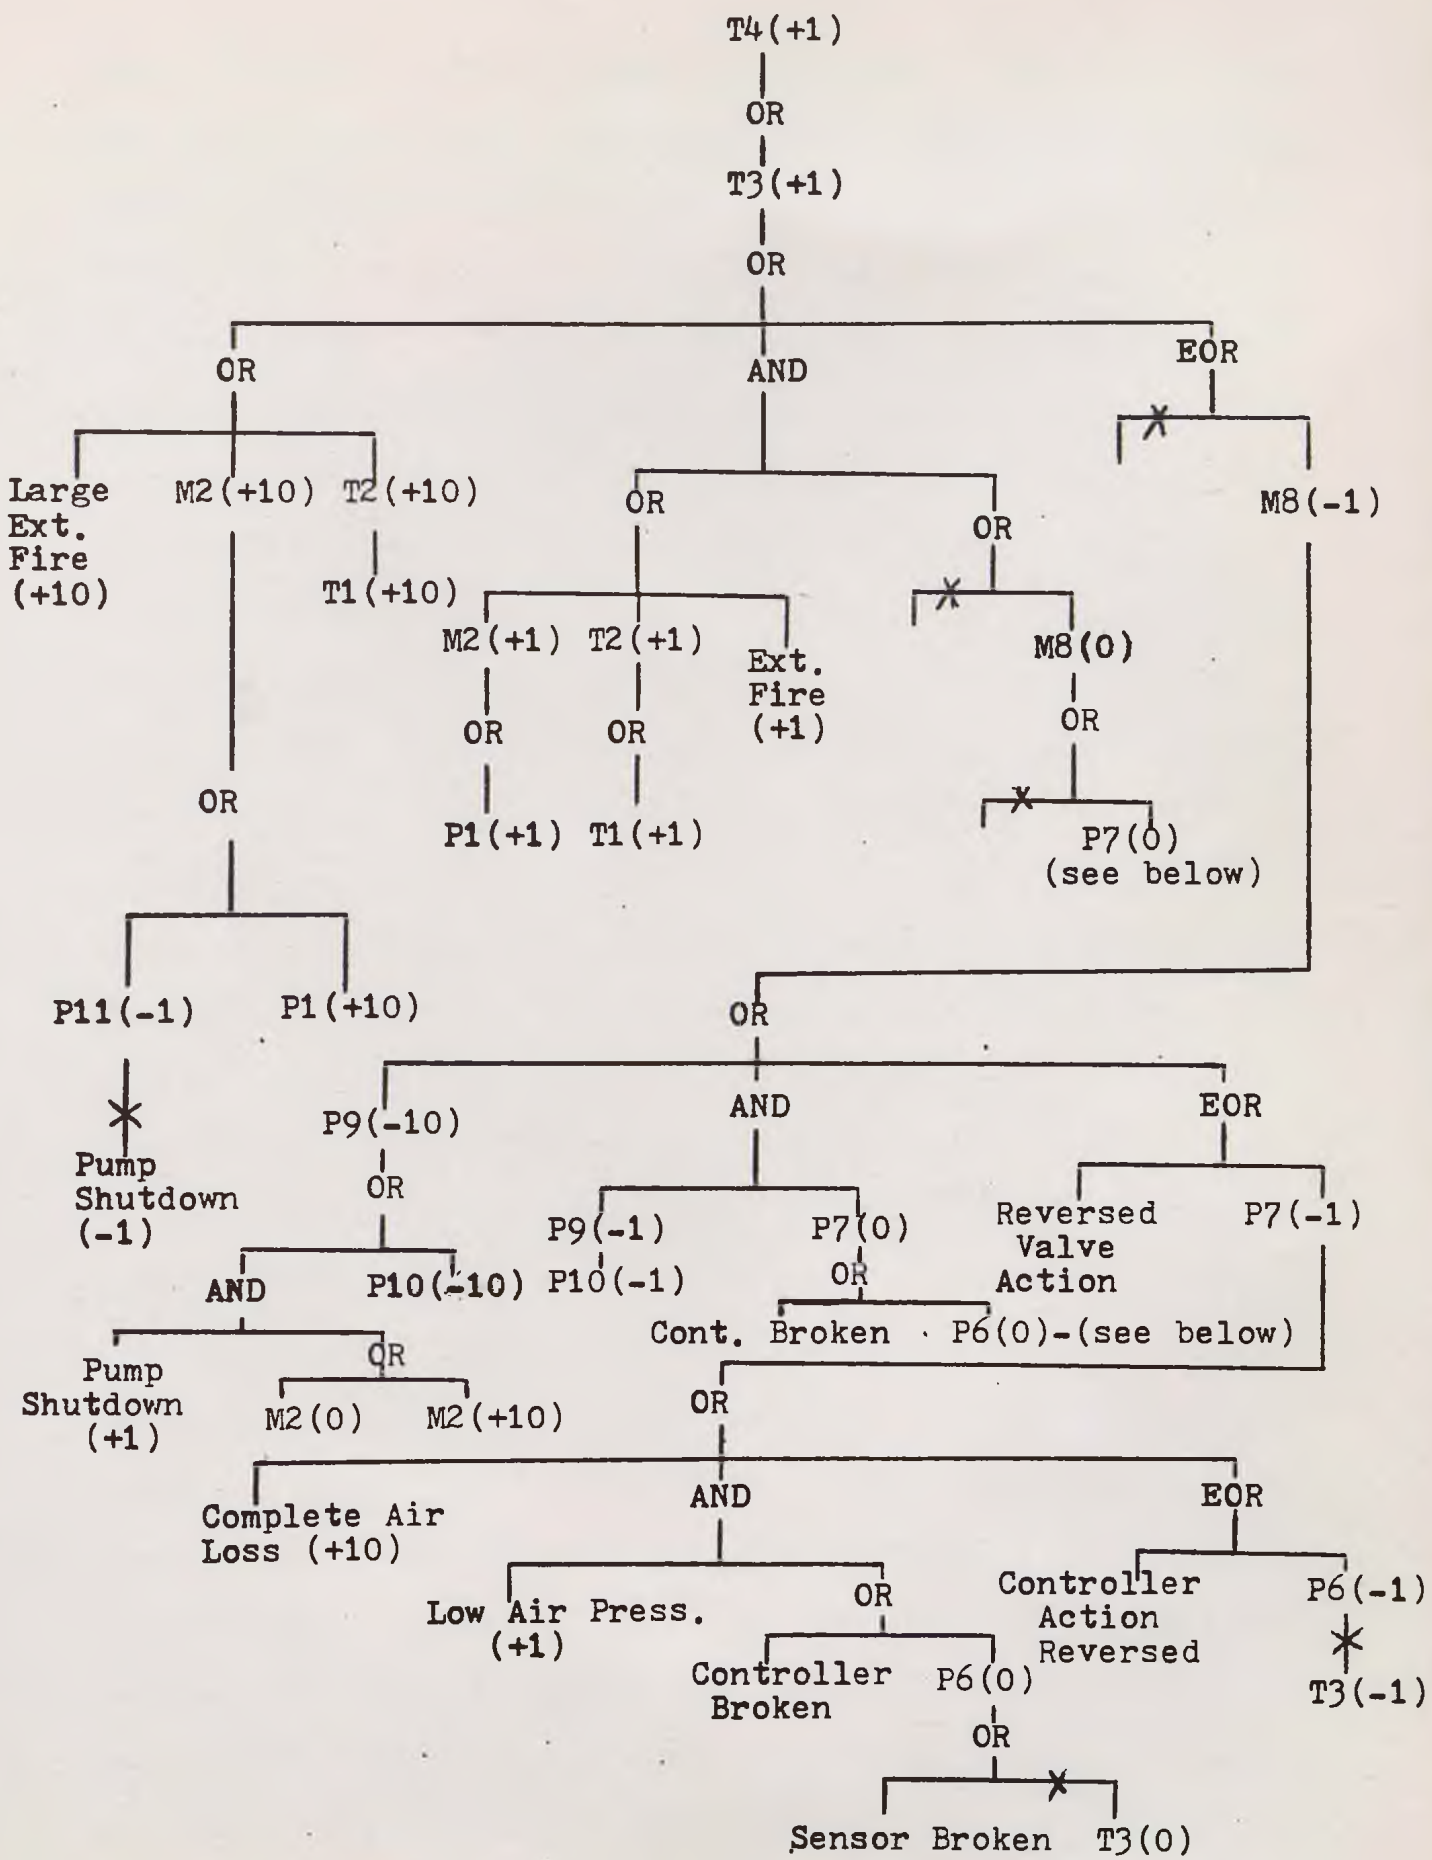 T4(+1)
OR
T3(+1)
OR
OR
AND
EOR
Large
Ext.
Fire
(+10)
M2(+10)
T2(+10)
T1(+10)
OR
OR
M8(-1)
M2(+1)
T2(+1)
Ext.
Fire
(+1)
M8(0)
OR
OR
OR
P1(+1)
T1(+1)
P7(0)
(see below)
OR
P11(-1)
P1(+10)
OR
Pump
Shutdown
(-1)
P9(-10)
AND
EOR
OR
P9(-1)
P7(0)
Reversed
Valve
Action
P7(-1)
AND
P10(-10)
P10(-1)
OR
Cont. Broken
P6(0)-(see below)
Pump
Shutdown
(+1)
OR
M2(0)
M2(+10)
OR
Complete Air
Loss (+10)
AND
EOR
Low Air Press.
(+1)
OR
Controller
Action
Reversed
P6(-1)
T3(-1)
Controller
Broken
P6(0)
OR
Sensor Broken
T3(0)